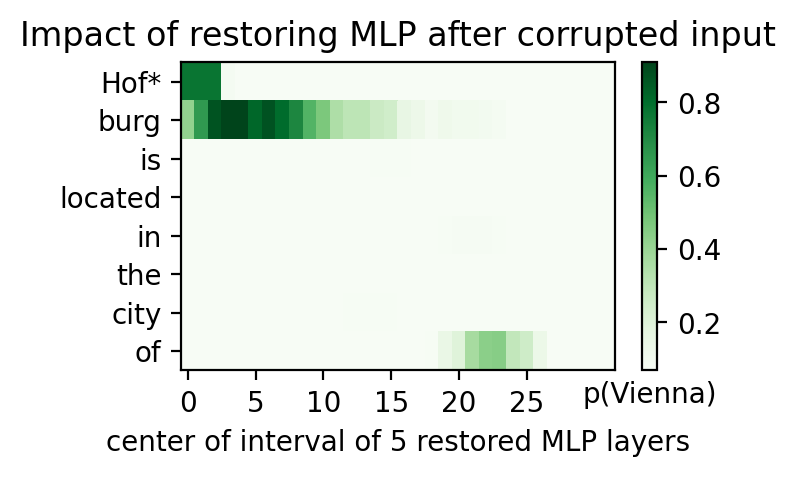 Impact of restoring MLP after corrupted input
Hof*
burg
is
located
in
the
city
of
0 5 10 15 20 25
0.8
0.6
0.4
0.2
p(Vienna)
center of interval of 5 restored MLP layers